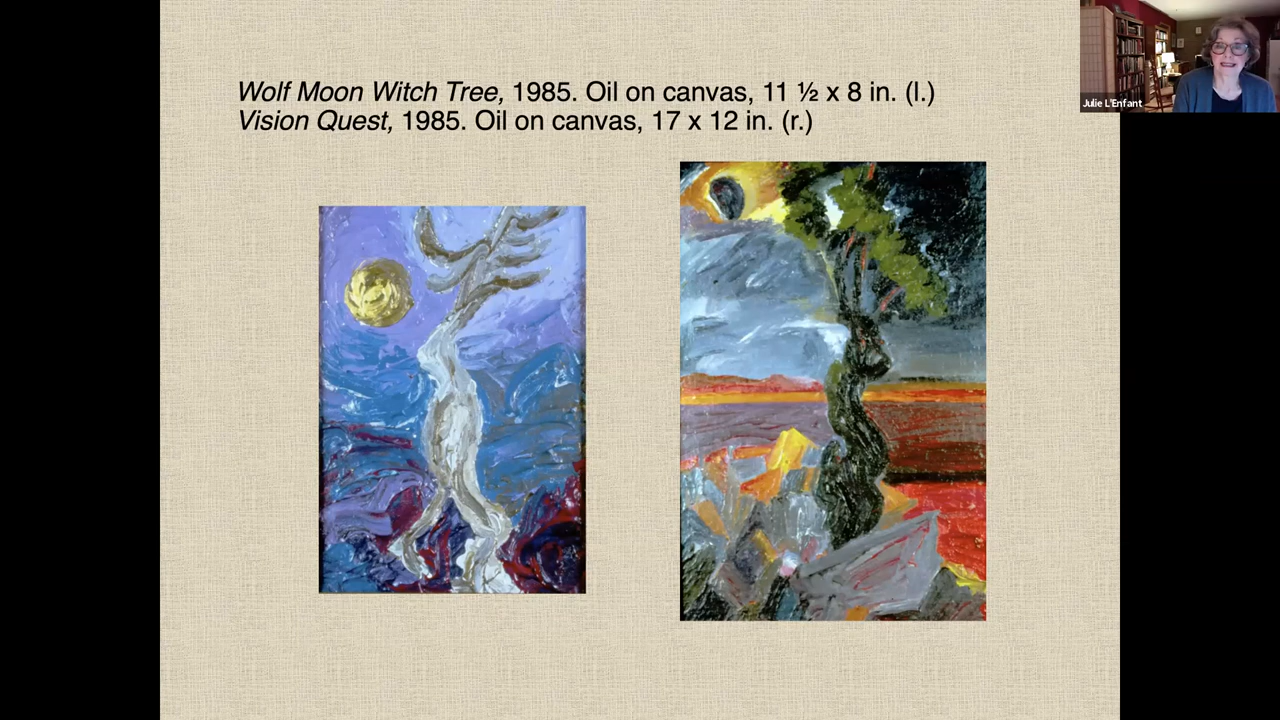 Wolf Moon Witch Tree, 1985. Oil on canvas, 11 ½ x 8 in. (l.)
Vision Quest, 1985. Oil on canvas, 17 x 12 in. (r.)
Julie L'Enfant